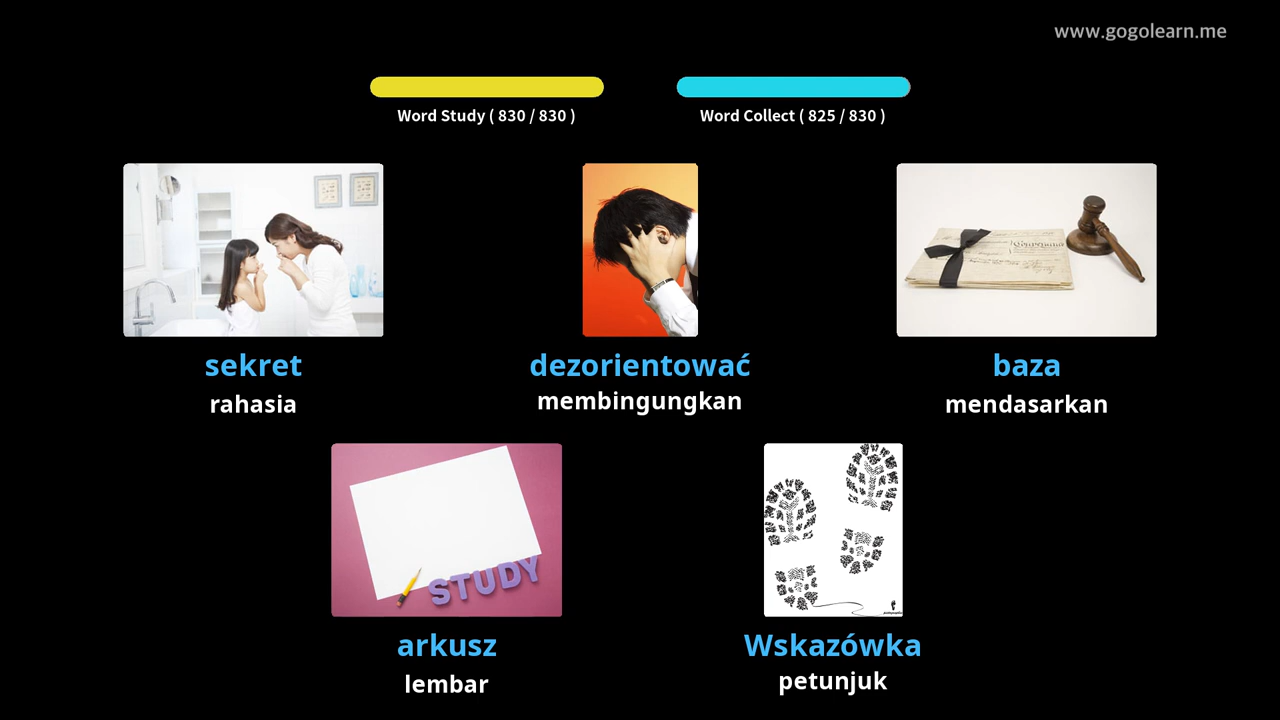 www.gogolearn.me
Word Study ( 830 / 830 )
Word Collect ( 825 / 830 )
sekret
rahasia
dezorientować
membingungkan
baza
mendasarkan
STUDY
arkusz
lembar
Wskazówka
petunjuk